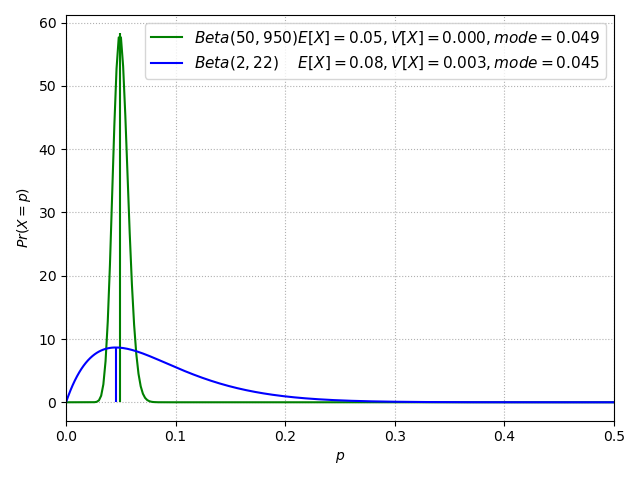 60
50
40
30
20
10
0
Pr(X = p)
Beta(50, 950)E[X] = 0.05, V[X] = 0.000, mode = 0.049
Beta(2, 22) E[X] = 0.08, V[X] = 0.003, mode = 0.045
0.0 0.1 0.2 0.3 0.4 0.5
p